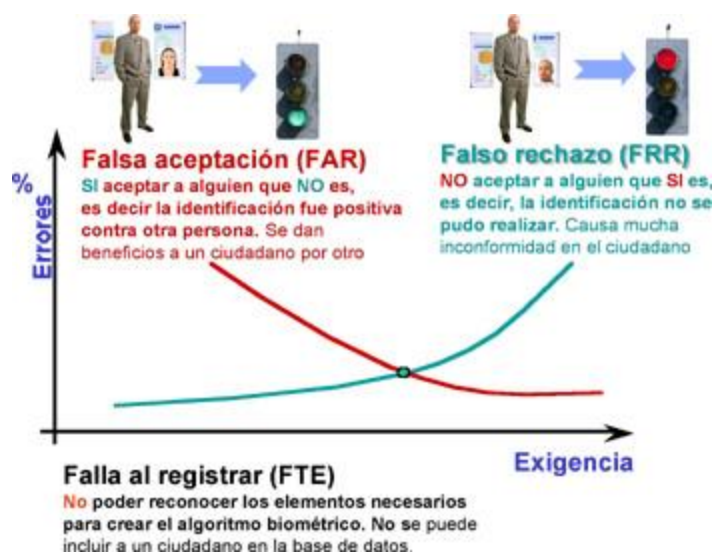 Falsa aceptación (FAR)
SI aceptar a alguien que NO es,
es decir la identificación fue positiva
contra otra persona. Se dan
beneficios a un ciudadano por otro
Falso rechazo (FRR)
NO aceptar a alguien que SI es,
es decir, la identificación no se
pudo realizar. Causa mucha
inconformidad en el ciudadano
%
Errores
Exigencia
Falla al registrar (FTE)
No poder reconocer los elementos necesarios
para crear el algoritmo biométrico. No se puede
incluir a un ciudadano en la base de datos.